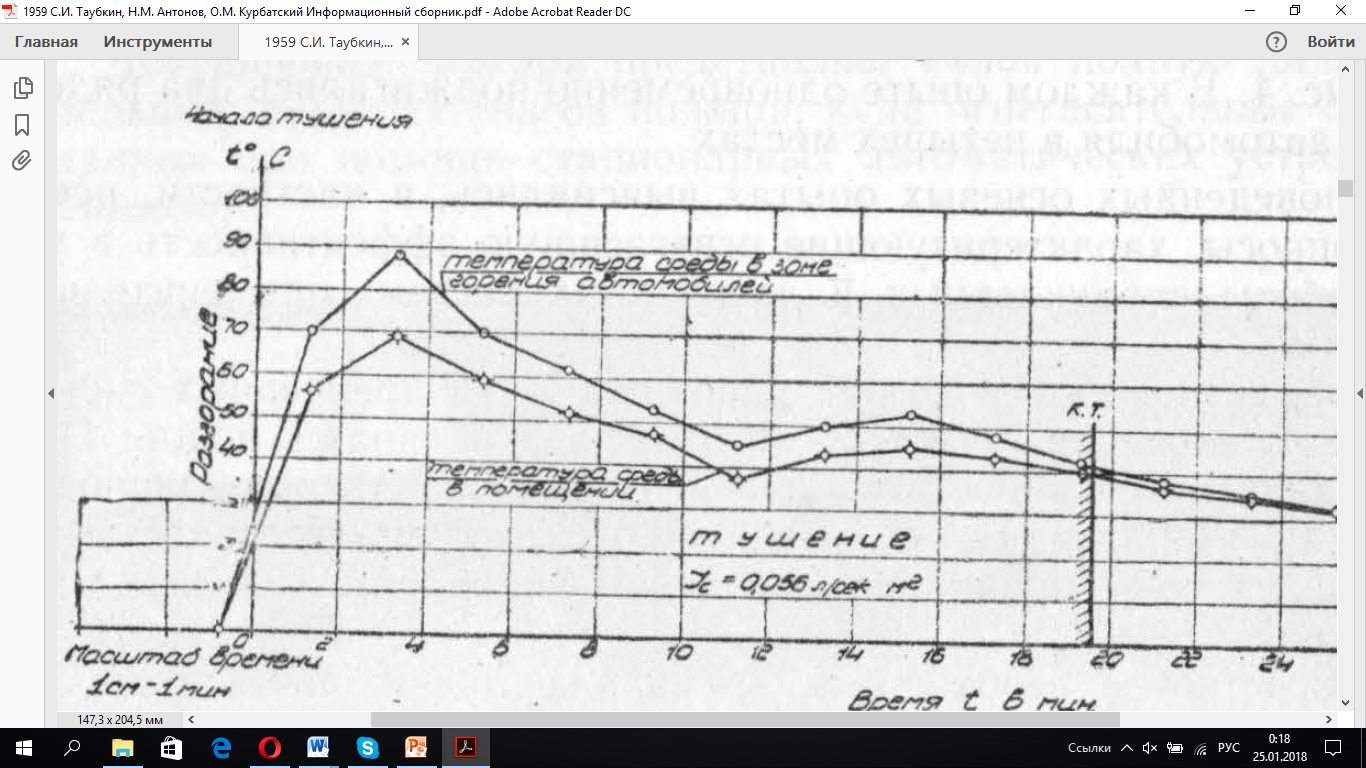 1959 С.И. Таубкин, Н.М. Антонов, О.М. Курбатский Информационный сборник.pdf - Adobe Acrobat Reader DC
Главная Инструменты 1959 С.И. Таубкин,... ×
? Войти
Начало тушения
t° C
100
90
80
70
60
50
40
Разгорание
температура среды в зоне
горения автомобилей
температура среды
в помещении
К.Т.
тушение
Jc = 0,056 л/сек м²
0 2 4 6 8 10 12 14 16 18 20 22 24
Масштаб времени
1см-1мин
Время t в мин.
147,3 x 204,5 мм
Ссылки РУС
0:18
25.01.2018